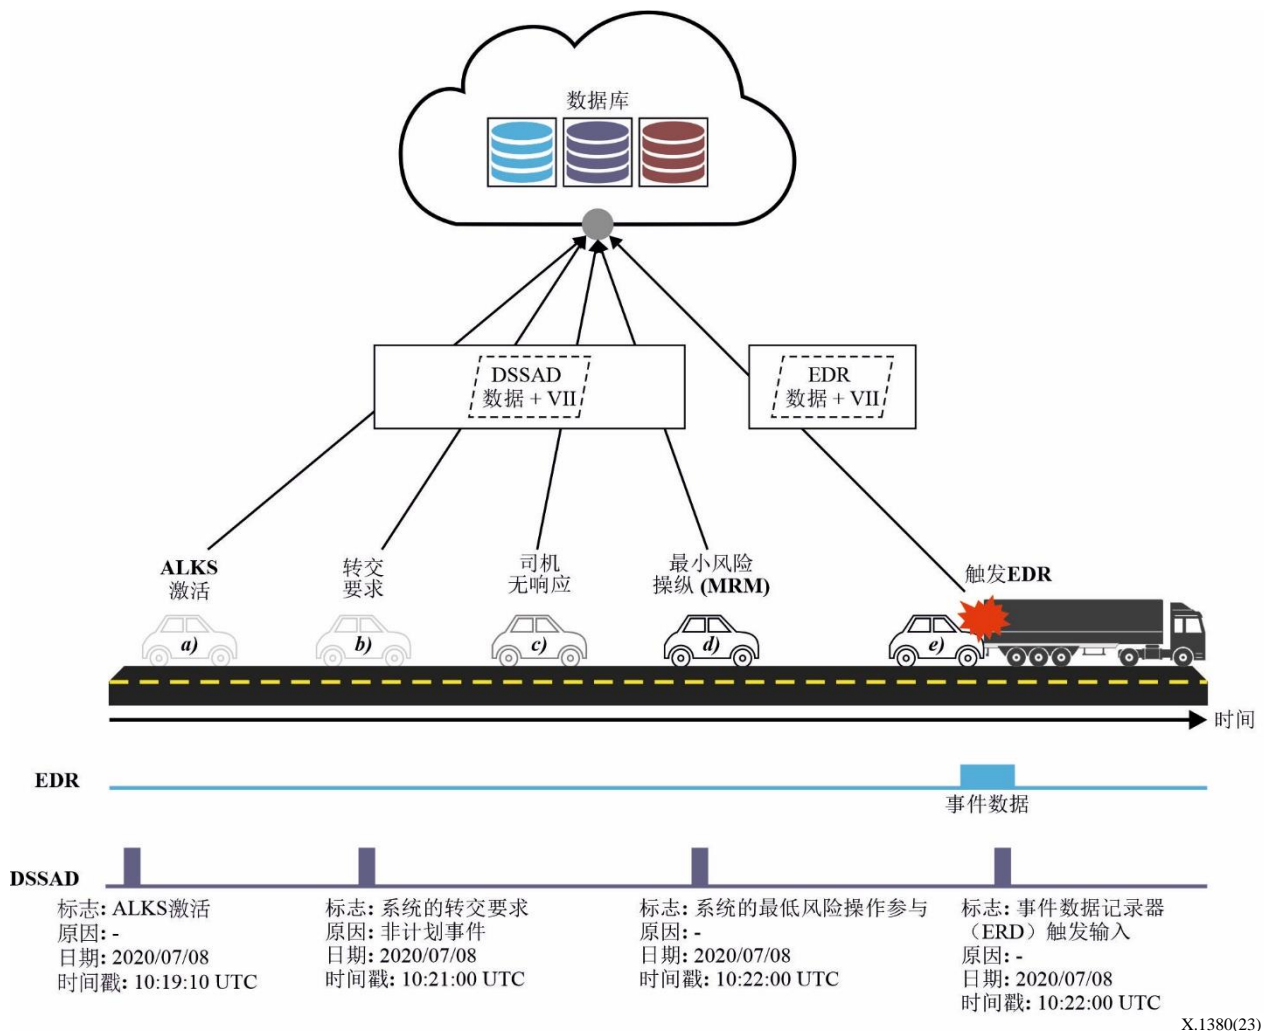 数据库
DSSAD
数据 + VII
EDR
数据 + VII
ALKS
激活
转交
要求
司机
无响应
最小风险
操纵 (MRM)
触发EDR
a)
b)
c)
d)
e)
时间
EDR
事件数据
DSSAD
标志: ALKS激活
原因: -
日期: 2020/07/08
时间戳: 10:19:10 UTC
标志: 系统的转交要求
原因: 非计划事件
日期: 2020/07/08
时间戳: 10:21:00 UTC
标志: 系统的最低风险操作参与
原因: -
日期: 2020/07/08
时间戳: 10:22:00 UTC
标志: 事件数据记录器
（ERD）触发输入
原因: -
日期: 2020/07/08
时间戳: 10:22:00 UTC
X.1380(23)